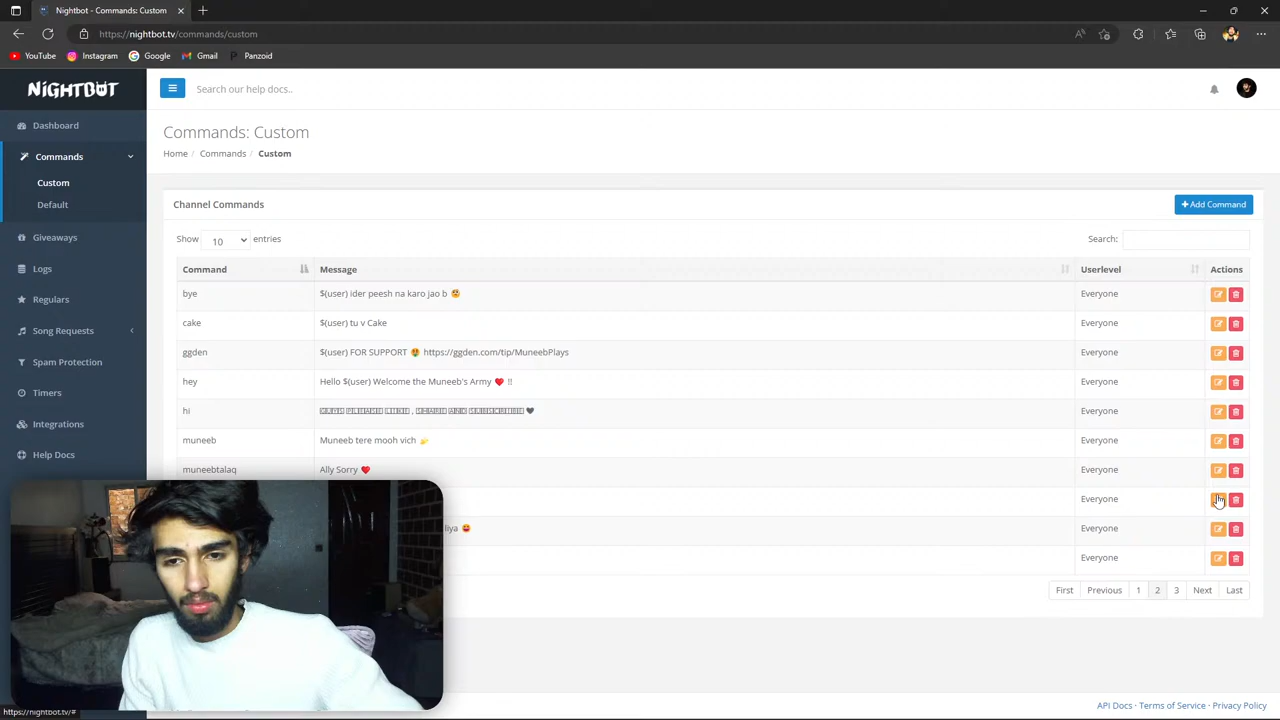 Nightbot - Commands Custom
https://nightbot.tv/commands/custom
YouTube Instagram Google Gmail Panzoid
NiGHTBOT
Search our help docs..
Dashboard
Commands
Custom
Default
Giveaways
Logs
Regulars
Song Requests
Spam Protection
Timers
Integrations
Help Docs
Commands: Custom
Home / Commands / Custom
Channel Commands
+ Add Command
Show 10 entries
Search:
Command Message Userlevel Actions
bye $(user) ider peesh na karo jao b 🥴 Everyone
cake $(user) tu v Cake Everyone
ggden $(user) FOR SUPPORT 🤑 https://ggden.com/tip/MuneebPlays Everyone
hey Hello $(user) Welcome the Muneeb's Army ❤️ !! Everyone
hi GUYS PLEASE LIKE , SHARE AND SUBSCRIBE 🖤 Everyone
muneeb Muneeb tere mooh vich 🤛 Everyone
muneebtalaq Ally Sorry ❤️ Everyone
Everyone
liya 😝 Everyone
Everyone
First Previous 1 2 3 Next Last
API Docs · Terms of Service · Privacy Policy
https://nightbot.tv/#